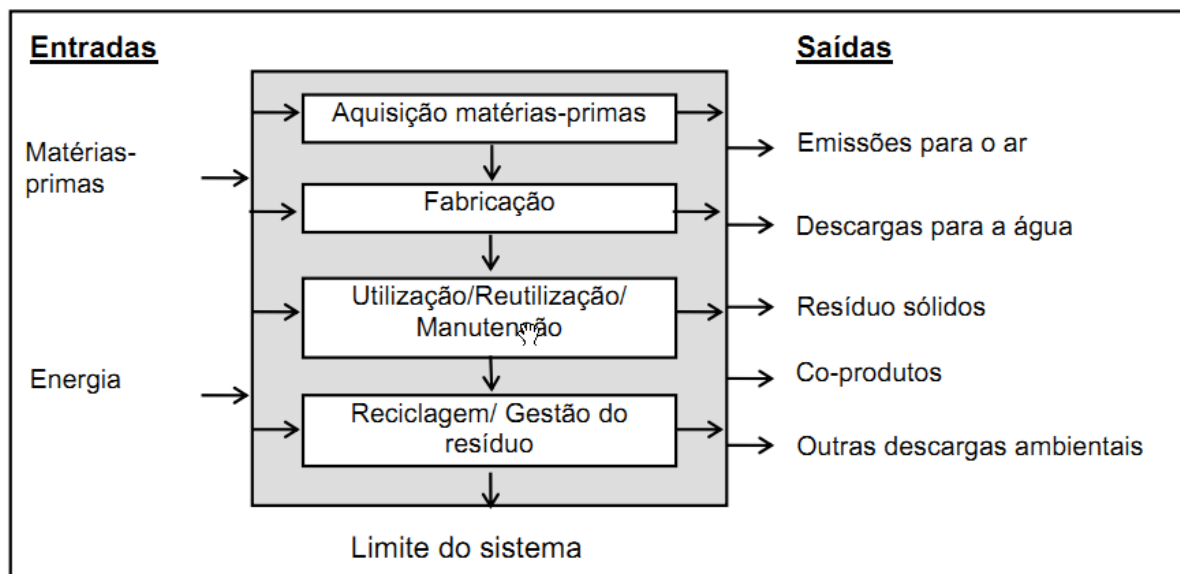 Entradas
Saídas
Aquisição matérias-primas
Matérias-
primas
Emissões para o ar
Fabricação
Descargas para a água
Utilização/Reutilização/
Manutenção
Resíduo sólidos
Energia
Co-produtos
Reciclagem/ Gestão do
resíduo
Outras descargas ambientais
Limite do sistema